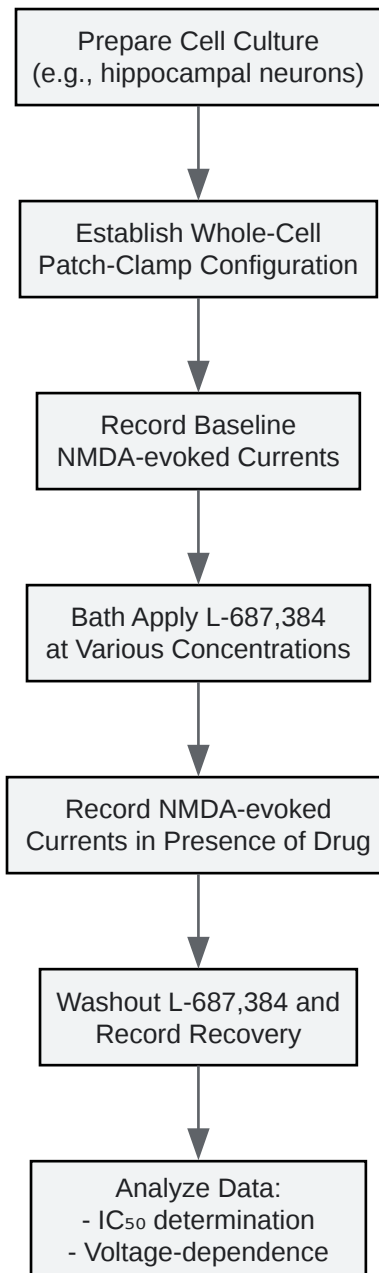 Prepare Cell Culture
(e.g., hippocampal neurons)
Establish Whole-Cell
Patch-Clamp Configuration
Record Baseline
NMDA-evoked Currents
Bath Apply L-687,384
at Various Concentrations
Record NMDA-evoked
Currents in Presence of Drug
Washout L-687,384 and
Record Recovery
Analyze Data:
- IC₅₀ determination
- Voltage-dependence